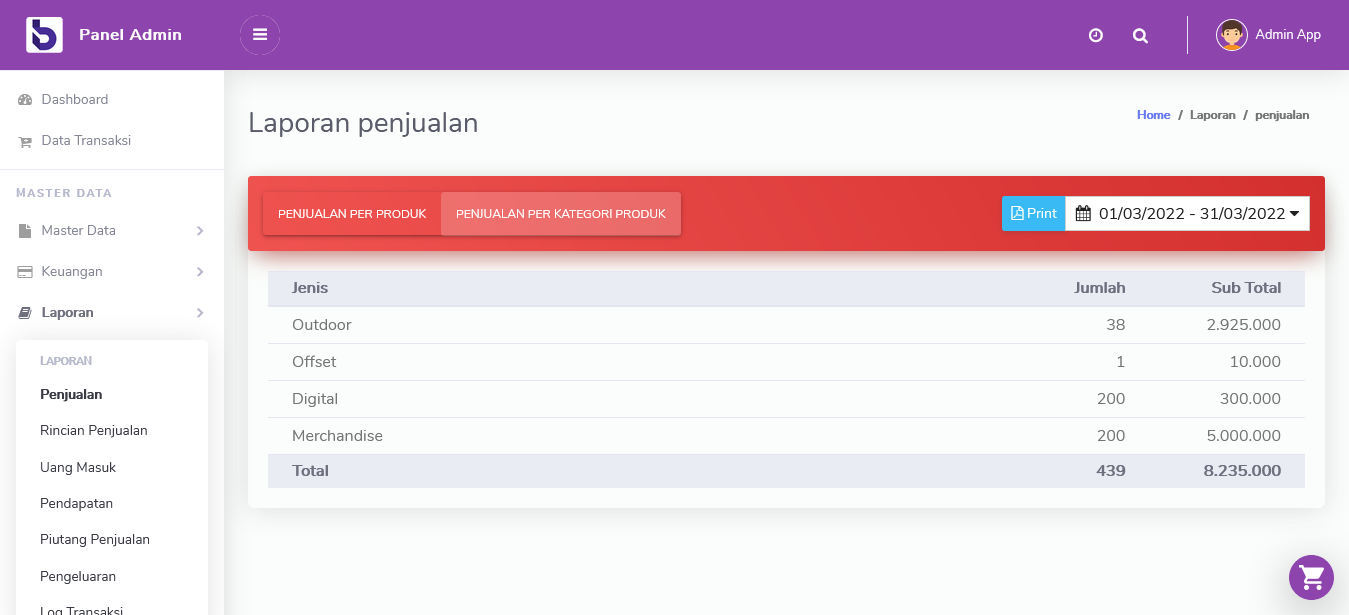 Panel Admin
Admin App
Dashboard
Data Transaksi
MASTER DATA
Master Data
Keuangan
Laporan
LAPORAN
Penjualan
Rincian Penjualan
Uang Masuk
Pendapatan
Piutang Penjualan
Pengeluaran
Log Transaksi
Laporan penjualan
Home / Laporan / penjualan
PENJUALAN PER PRODUK PENJUALAN PER KATEGORI PRODUK
Print 01/03/2022 - 31/03/2022
Jenis Jumlah Sub Total
Outdoor 38 2.925.000
Offset 1 10.000
Digital 200 300.000
Merchandise 200 5.000.000
Total 439 8.235.000